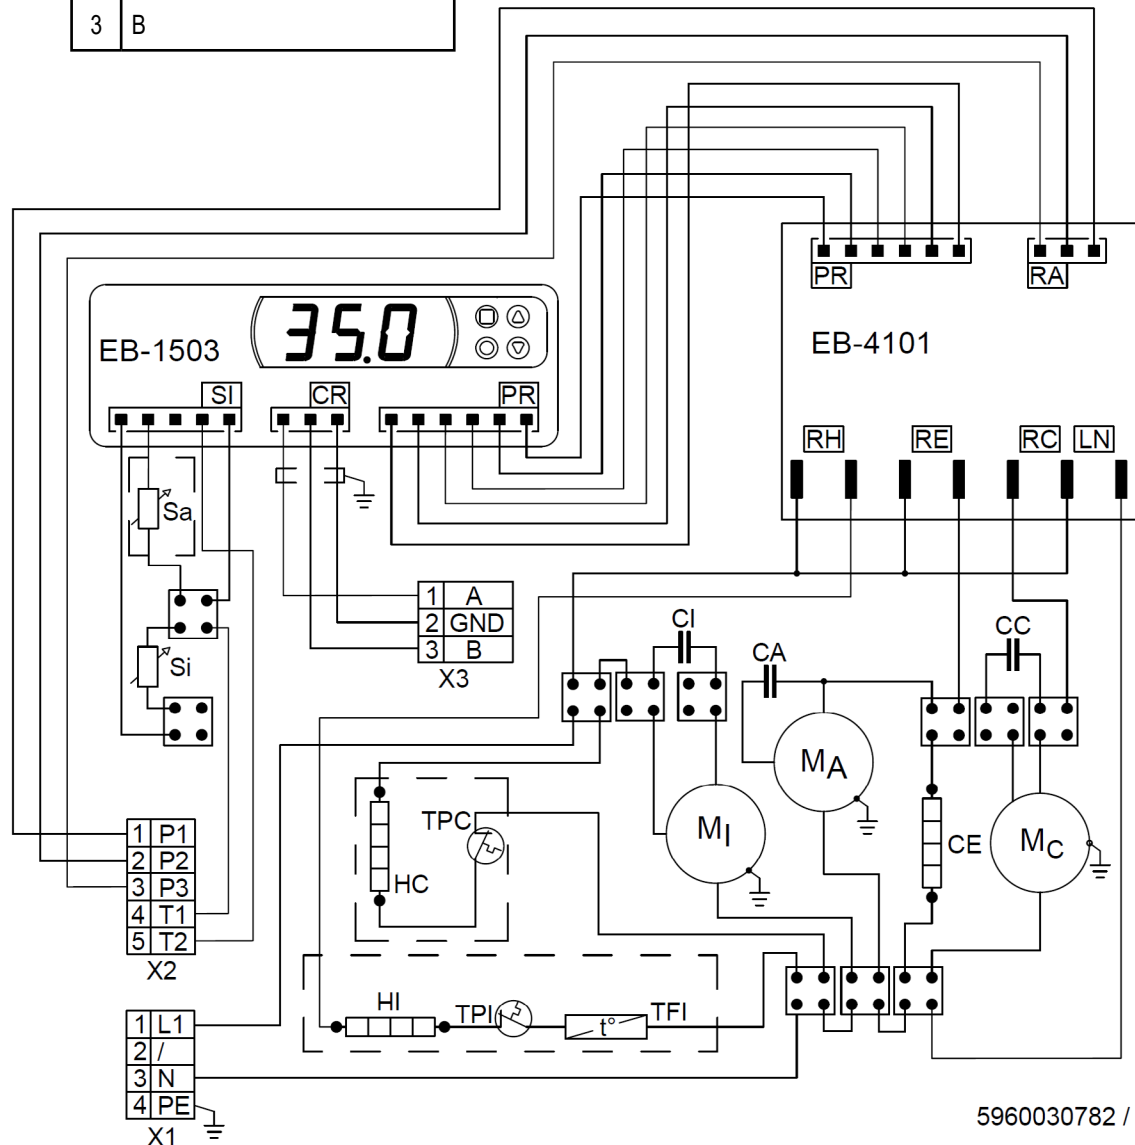 3 B
35.0
EB-1503
SI
CR
PR
PR
RA
EB-4101
RH
RE
RC
LN
Sa
Si
1 A
2 GND
3 B
X3
CI
CA
CC
MA
MI
MC
CE
TPC
HC
1 P1
2 P2
3 P3
4 T1
5 T2
X2
HI
TPI
t°
TFI
1 L1
2 /
3 N
4 PE
X1
5960030782 /